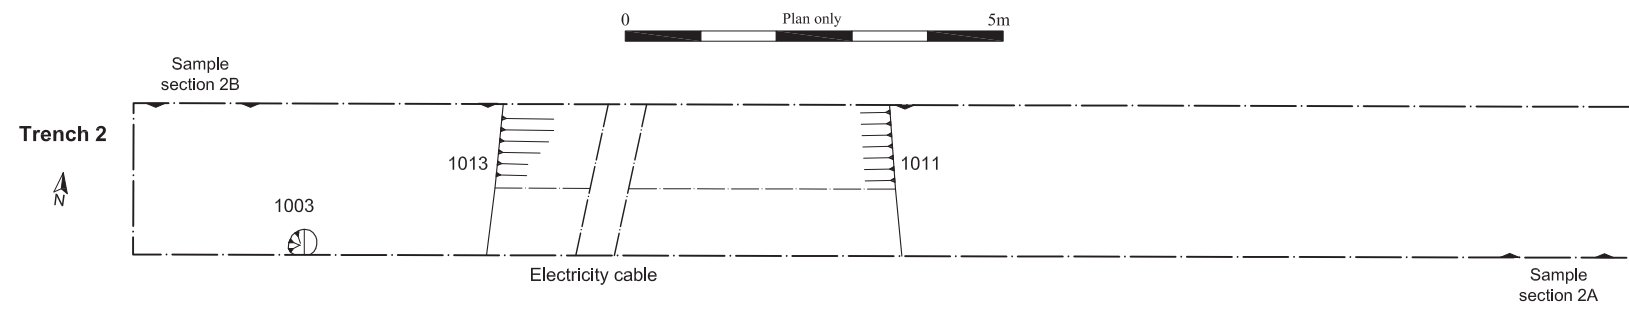 0 Plan only 5m
Sample
section 2B
Trench 2
1013
1011
N
1003
Electricity cable
Sample
section 2A